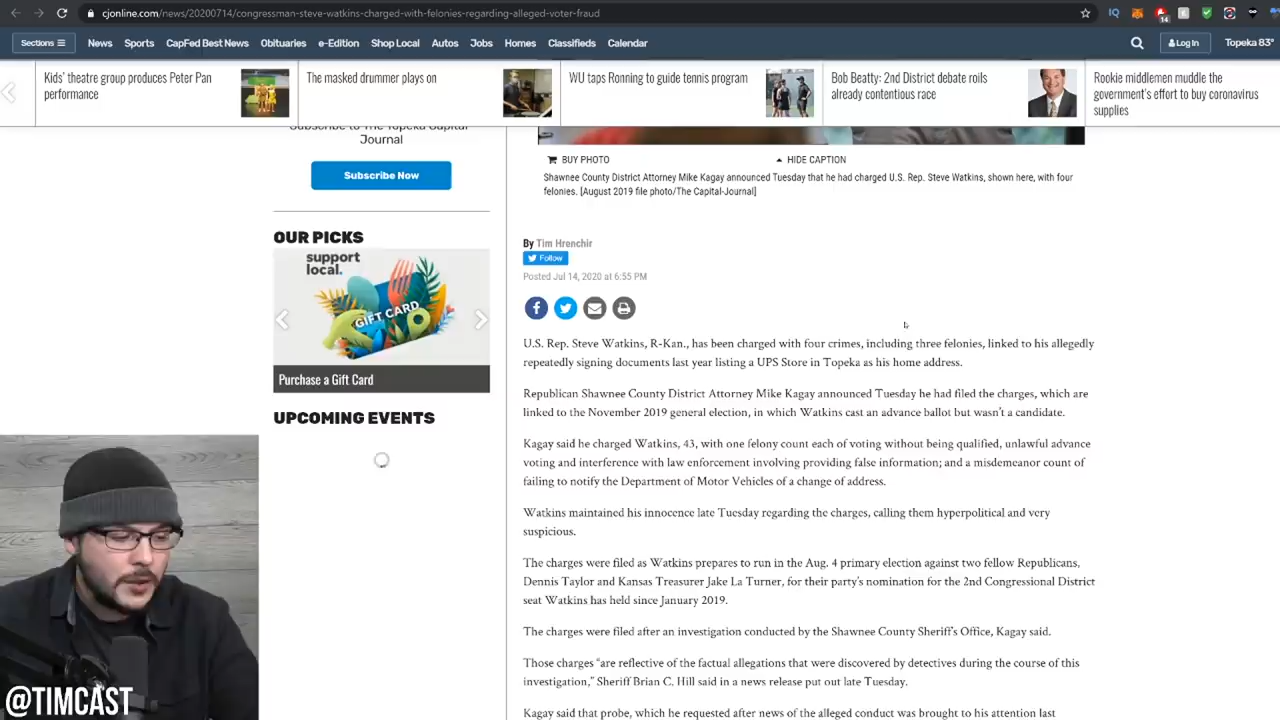 cjonline.com/news/20200714/congressman-steve-watkins-charged-with-felonies-regarding-alleged-voter-fraud
IQ
14
Sections
News
Sports
CapFed Best News
Obituaries
e-Edition
Shop Local
Autos
Jobs
Homes
Classifieds
Calendar
Log In
Topeka 83°
Kids' theatre group produces Peter Pan
performance
The masked drummer plays on
WU taps Ronning to guide tennis program
Bob Beatty: 2nd District debate roils
already contentious race
Rookie middlemen muddle the
government's effort to buy coronavirus
supplies
Subscribe to The Topeka Capital
Journal
Subscribe Now
OUR PICKS
support
local.
GIFT CARD
Purchase a Gift Card
UPCOMING EVENTS
BUY PHOTO
HIDE CAPTION
Shawnee County District Attorney Mike Kagay announced Tuesday that he had charged U.S. Rep. Steve Watkins, shown here, with four
felonies. [August 2019 file photo/The Capital-Journal]
By Tim Hrenchir
Follow
Posted Jul 14, 2020 at 6:55 PM
U.S. Rep. Steve Watkins, R-Kan., has been charged with four crimes, including three felonies, linked to his allegedly
repeatedly signing documents last year listing a UPS Store in Topeka as his home address.
Republican Shawnee County District Attorney Mike Kagay announced Tuesday he had filed the charges, which are
linked to the November 2019 general election, in which Watkins cast an advance ballot but wasn't a candidate.
Kagay said he charged Watkins, 43, with one felony count each of voting without being qualified, unlawful advance
voting and interference with law enforcement involving providing false information; and a misdemeanor count of
failing to notify the Department of Motor Vehicles of a change of address.
Watkins maintained his innocence late Tuesday regarding the charges, calling them hyperpolitical and very
suspicious.
The charges were filed as Watkins prepares to run in the Aug. 4 primary election against two fellow Republicans,
Dennis Taylor and Kansas Treasurer Jake La Turner, for their party's nomination for the 2nd Congressional District
seat Watkins has held since January 2019.
The charges were filed after an investigation conducted by the Shawnee County Sheriff's Office, Kagay said.
Those charges "are reflective of the factual allegations that were discovered by detectives during the course of this
investigation," Sheriff Brian C. Hill said in a news release put out late Tuesday.
Kagay said that probe, which he requested after news of the alleged conduct was brought to his attention last
@TIMCAST